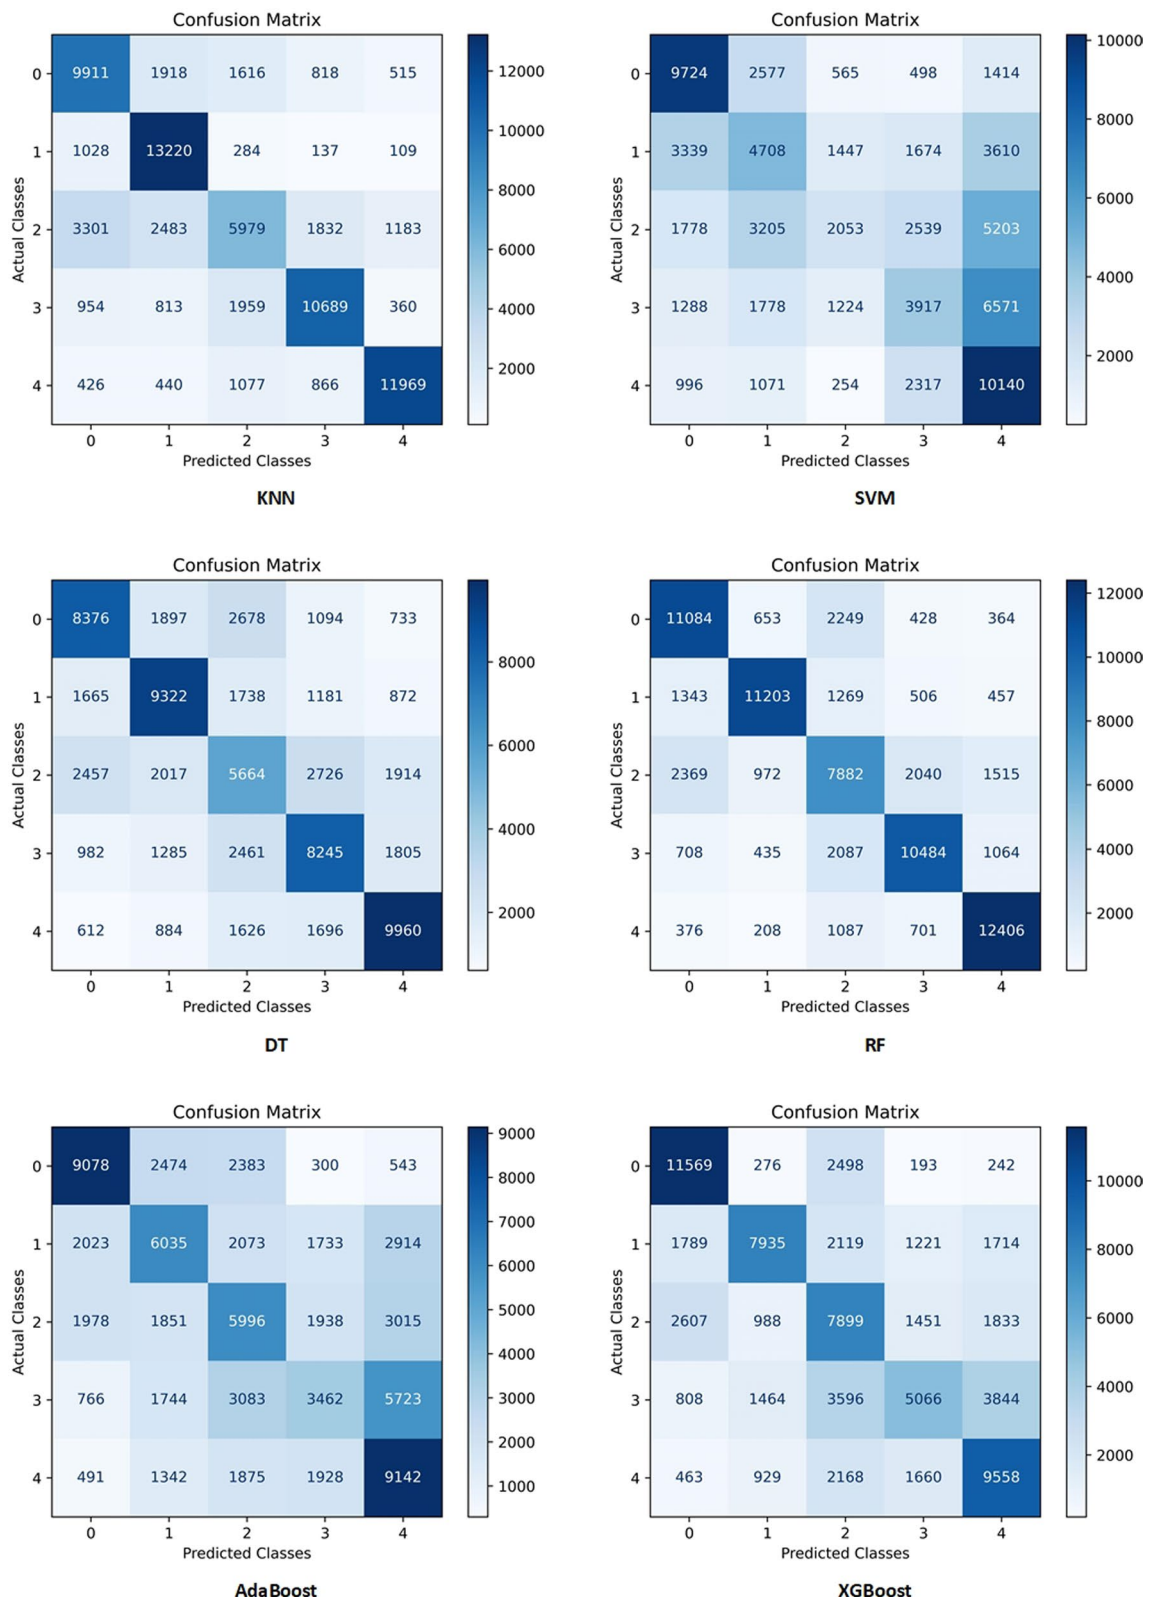 Confusion Matrix
Actual Classes
0 9911 1918 1616 818 515
1 1028 13220 284 137 109
2 3301 2483 5979 1832 1183
3 954 813 1959 10689 360
4 426 440 1077 866 11969
0 1 2 3 4
Predicted Classes
12000
10000
8000
6000
4000
2000
KNN
Confusion Matrix
Actual Classes
0 9724 2577 565 498 1414
1 3339 4708 1447 1674 3610
2 1778 3205 2053 2539 5203
3 1288 1778 1224 3917 6571
4 996 1071 254 2317 10140
0 1 2 3 4
Predicted Classes
10000
8000
6000
4000
2000
SVM
Confusion Matrix
Actual Classes
0 8376 1897 2678 1094 733
1 1665 9322 1738 1181 872
2 2457 2017 5664 2726 1914
3 982 1285 2461 8245 1805
4 612 884 1626 1696 9960
0 1 2 3 4
Predicted Classes
8000
6000
4000
2000
DT
Confusion Matrix
Actual Classes
0 11084 653 2249 428 364
1 1343 11203 1269 506 457
2 2369 972 7882 2040 1515
3 708 435 2087 10484 1064
4 376 208 1087 701 12406
0 1 2 3 4
Predicted Classes
12000
10000
8000
6000
4000
2000
RF
Confusion Matrix
Actual Classes
0 9078 2474 2383 300 543
1 2023 6035 2073 1733 2914
2 1978 1851 5996 1938 3015
3 766 1744 3083 3462 5723
4 491 1342 1875 1928 9142
0 1 2 3 4
Predicted Classes
9000
8000
7000
6000
5000
4000
3000
2000
1000
AdaBoost
Confusion Matrix
Actual Classes
0 11569 276 2498 193 242
1 1789 7935 2119 1221 1714
2 2607 988 7899 1451 1833
3 808 1464 3596 5066 3844
4 463 929 2168 1660 9558
0 1 2 3 4
Predicted Classes
10000
8000
6000
4000
2000
XGBoost